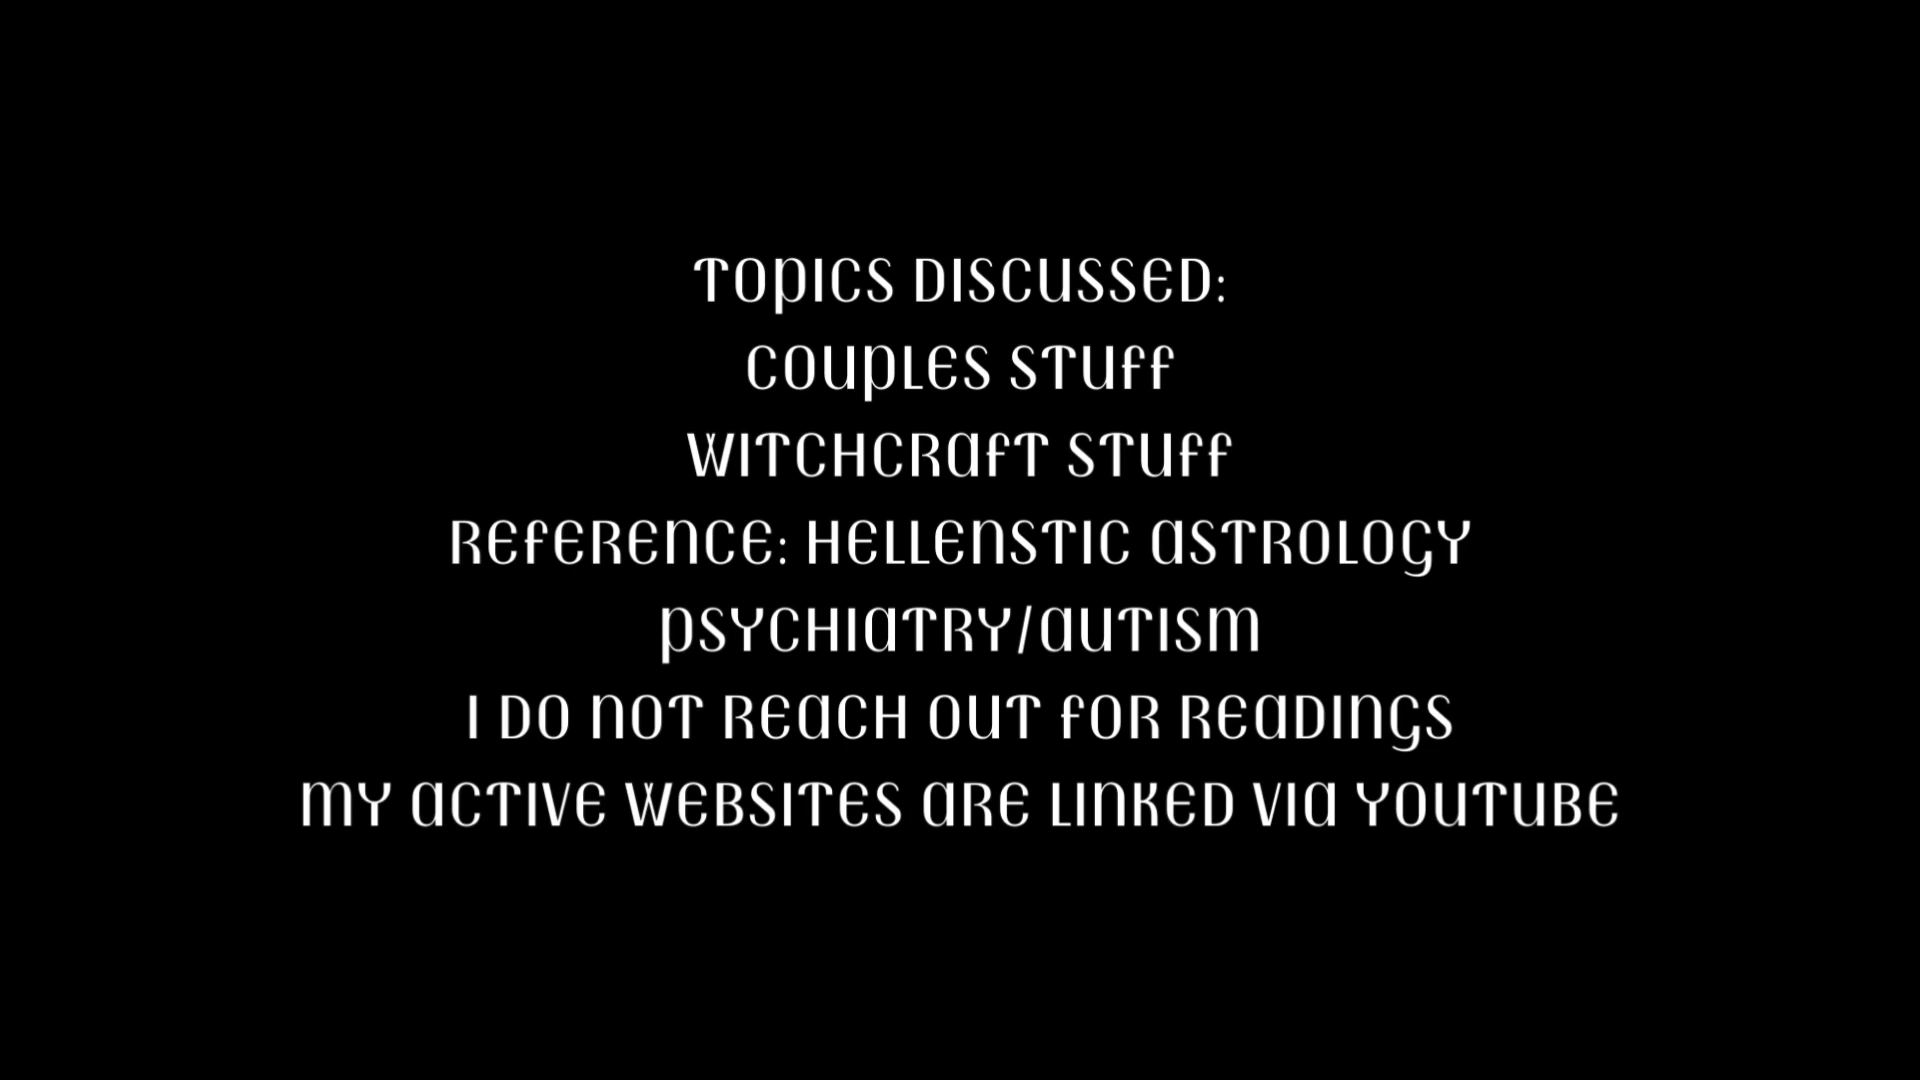 TOPICS DISCUSSED:
COUPLES STUFF
WITCHCRAFT STUFF
REFERENCE: HELLENSTIC ASTROLOGY
PSYCHIATRY/AUTISM
I DO NOT REACH OUT FOR READINGS
MY ACTIVE WEBSITES ARE LINKED VIA YOUTUBE